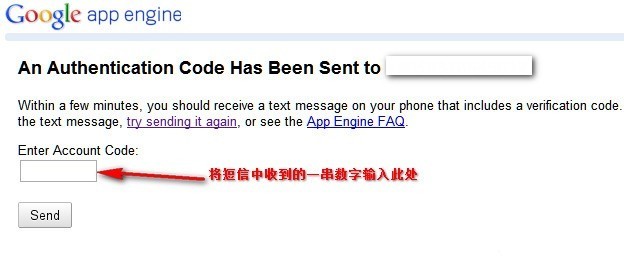 Google app engine
An Authentication Code Has Been Sent to
Within a few minutes, you should receive a text message on your phone that includes a verification code.
the text message, try sending it again, or see the App Engine FAQ.
Enter Account Code:
将短信中收到的一串数字输入此处
Send